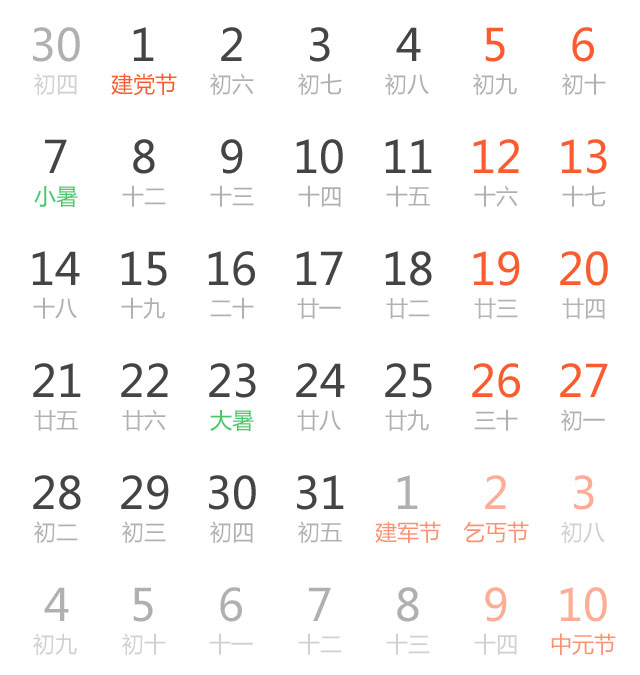 30 1 2 3 4 5 6
初四 建党节 初六 初七 初八 初九 初十
7 8 9 10 11 12 13
小暑 十二 十三 十四 十五 十六 十七
14 15 16 17 18 19 20
十八 十九 二十 廿一 廿二 廿三 廿四
21 22 23 24 25 26 27
廿五 廿六 大暑 廿八 廿九 三十 初一
28 29 30 31 1 2 3
初二 初三 初四 初五 建军节 乞丐节 初八
4 5 6 7 8 9 10
初九 初十 十一 十二 十三 十四 中元节